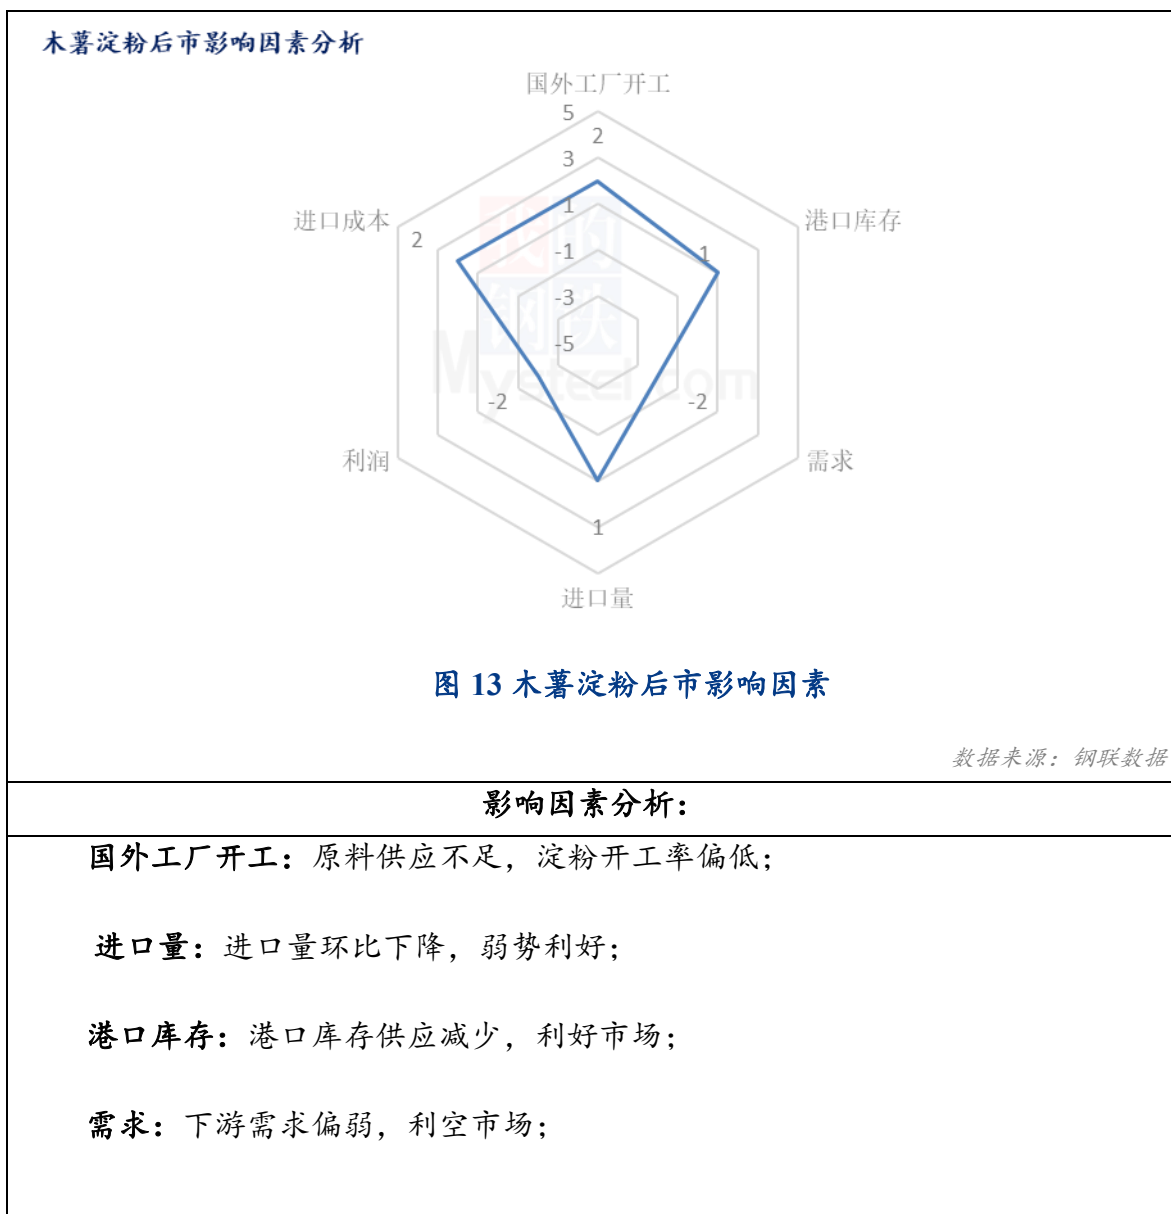 木薯淀粉后市影响因素分析
国外工厂开工
5
2
3
1
进口成本
2
港口库存
1
-1
-3
-5
我的
钢铁
Mysteel.com
-2
-2
利润
需求
1
进口量
图 13 木薯淀粉后市影响因素
数据来源：钢联数据
影响因素分析：
国外工厂开工：原料供应不足，淀粉开工率偏低；
进口量：进口量环比下降，弱势利好；
港口库存：港口库存供应减少，利好市场；
需求：下游需求偏弱，利空市场；